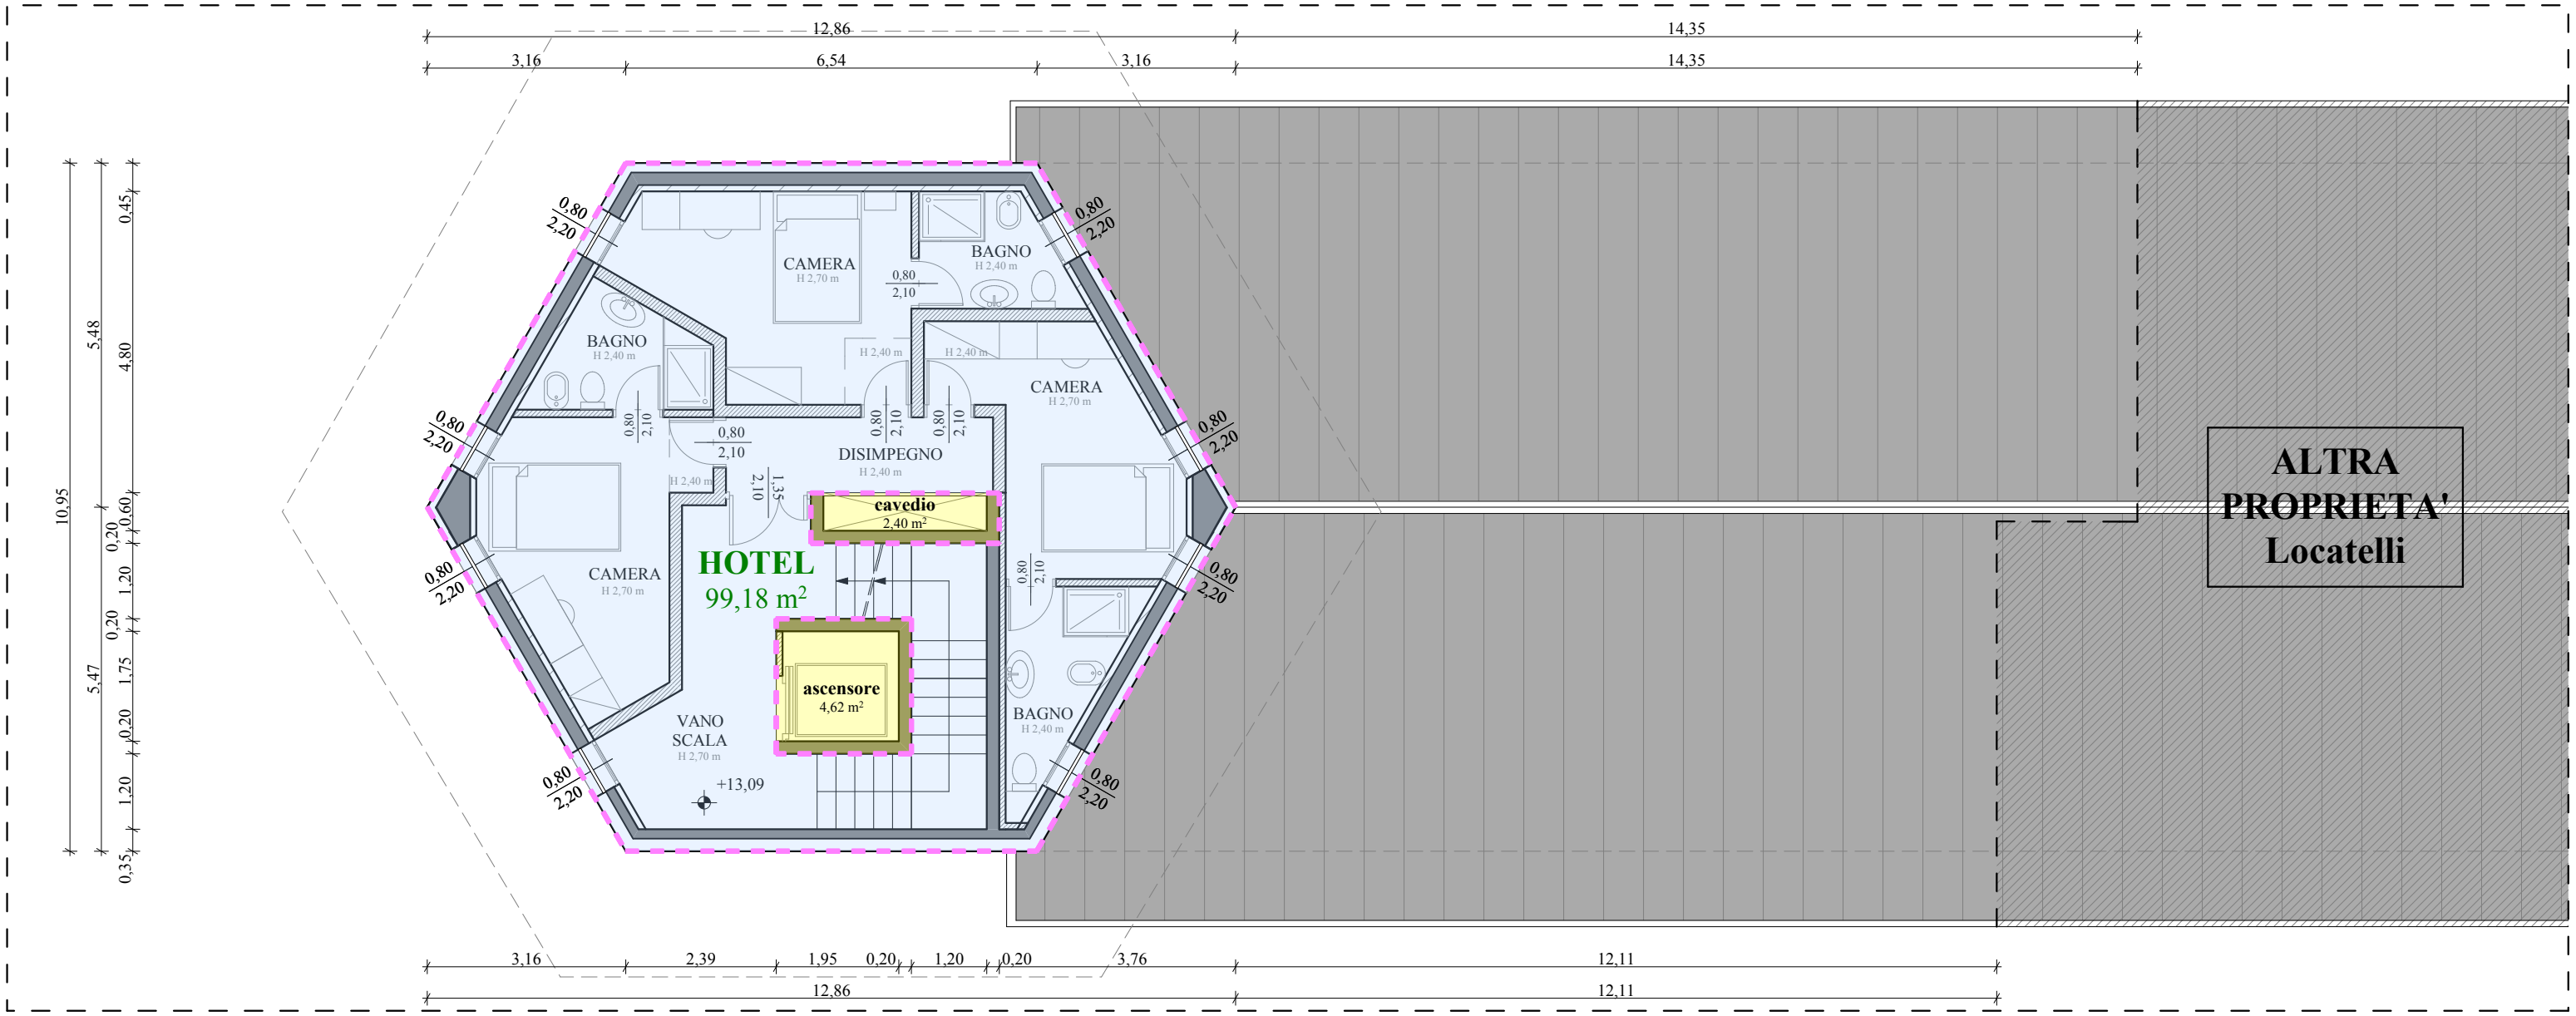 12,86
14,35
3,16
6,54
3,16
14,35
0,80
2,20
0,80
2,20
CAMERA
H 2,70 m
BAGNO
H 2,40 m
0,80
2,10
BAGNO
H 2,40 m
H 2,40 m
H 2,40 m
CAMERA
H 2,70 m
0,80
2,20
0,80
2,10
0,80
2,10
0,80
2,10
0,80
2,10
0,80
2,20
DISIMPEGNO
H 2,40 m
H 2,40 m
1,35
2,10
cavedio
2,40 m²
HOTEL
99,18 m²
CAMERA
H 2,70 m
0,80
2,20
0,80
2,10
0,80
2,20
ascensore
4,62 m²
VANO
SCALA
H 2,70 m
BAGNO
H 2,40 m
+13,09
0,80
2,20
0,80
2,20
ALTRA
PROPRIETA'
Locatelli
10,95
5,48
5,47
0,45
4,80
0,60
0,20
1,20
0,20
1,75
0,20
1,20
0,35
3,16
2,39
1,95
0,20
1,20
0,20
3,76
12,11
12,86
12,11